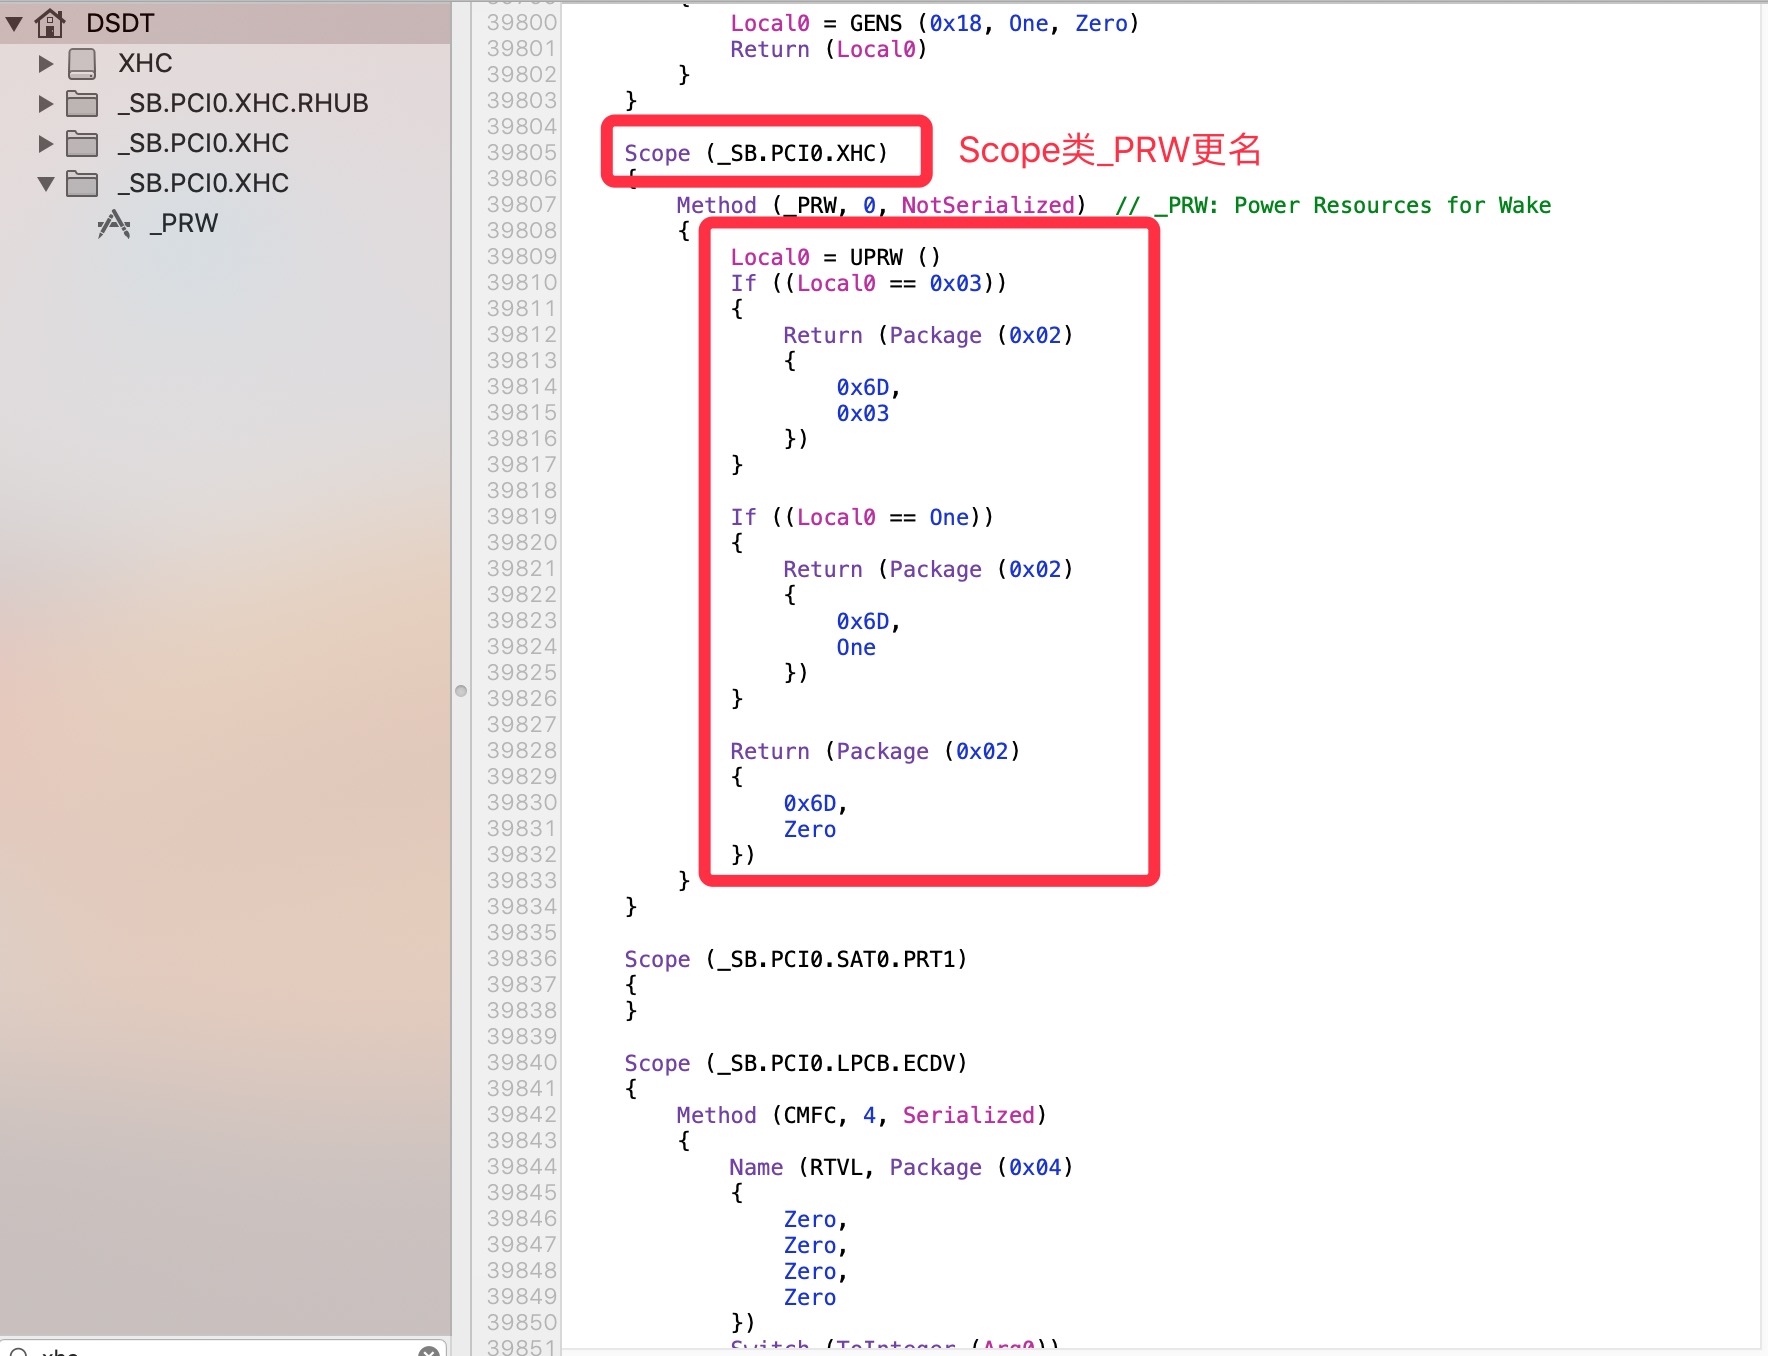 DSDT
XHC
_SB.PCI0.XHC.RHUB
_SB.PCI0.XHC
_SB.PCI0.XHC
_PRW
39800 Local0 = GENS (0x18, One, Zero)
39801 Return (Local0)
39802 }
39803 }
39804
39805 Scope (_SB.PCI0.XHC)
Scope类_PRW更名
39806 {
39807 Method (_PRW, 0, NotSerialized) // _PRW: Power Resources for Wake
39808 {
39809 Local0 = UPRW ()
39810 If ((Local0 == 0x03))
39811 {
39812 Return (Package (0x02)
39813 {
39814 0x6D,
39815 0x03
39816 })
39817 }
39818
39819 If ((Local0 == One))
39820 {
39821 Return (Package (0x02)
39822 {
39823 0x6D,
39824 One
39825 })
39826 }
39827
39828 Return (Package (0x02)
39829 {
39830 0x6D,
39831 Zero
39832 })
39833 }
39834 }
39835
39836 Scope (_SB.PCI0.SAT0.PRT1)
39837 {
39838 }
39839
39840 Scope (_SB.PCI0.LPCB.ECDV)
39841 {
39842 Method (CMFC, 4, Serialized)
39843 {
39844 Name (RTVL, Package (0x04)
39845 {
39846 Zero,
39847 Zero,
39848 Zero,
39849 Zero
39850 })
39851 Switch (ToInteger (Arg0))
xhc